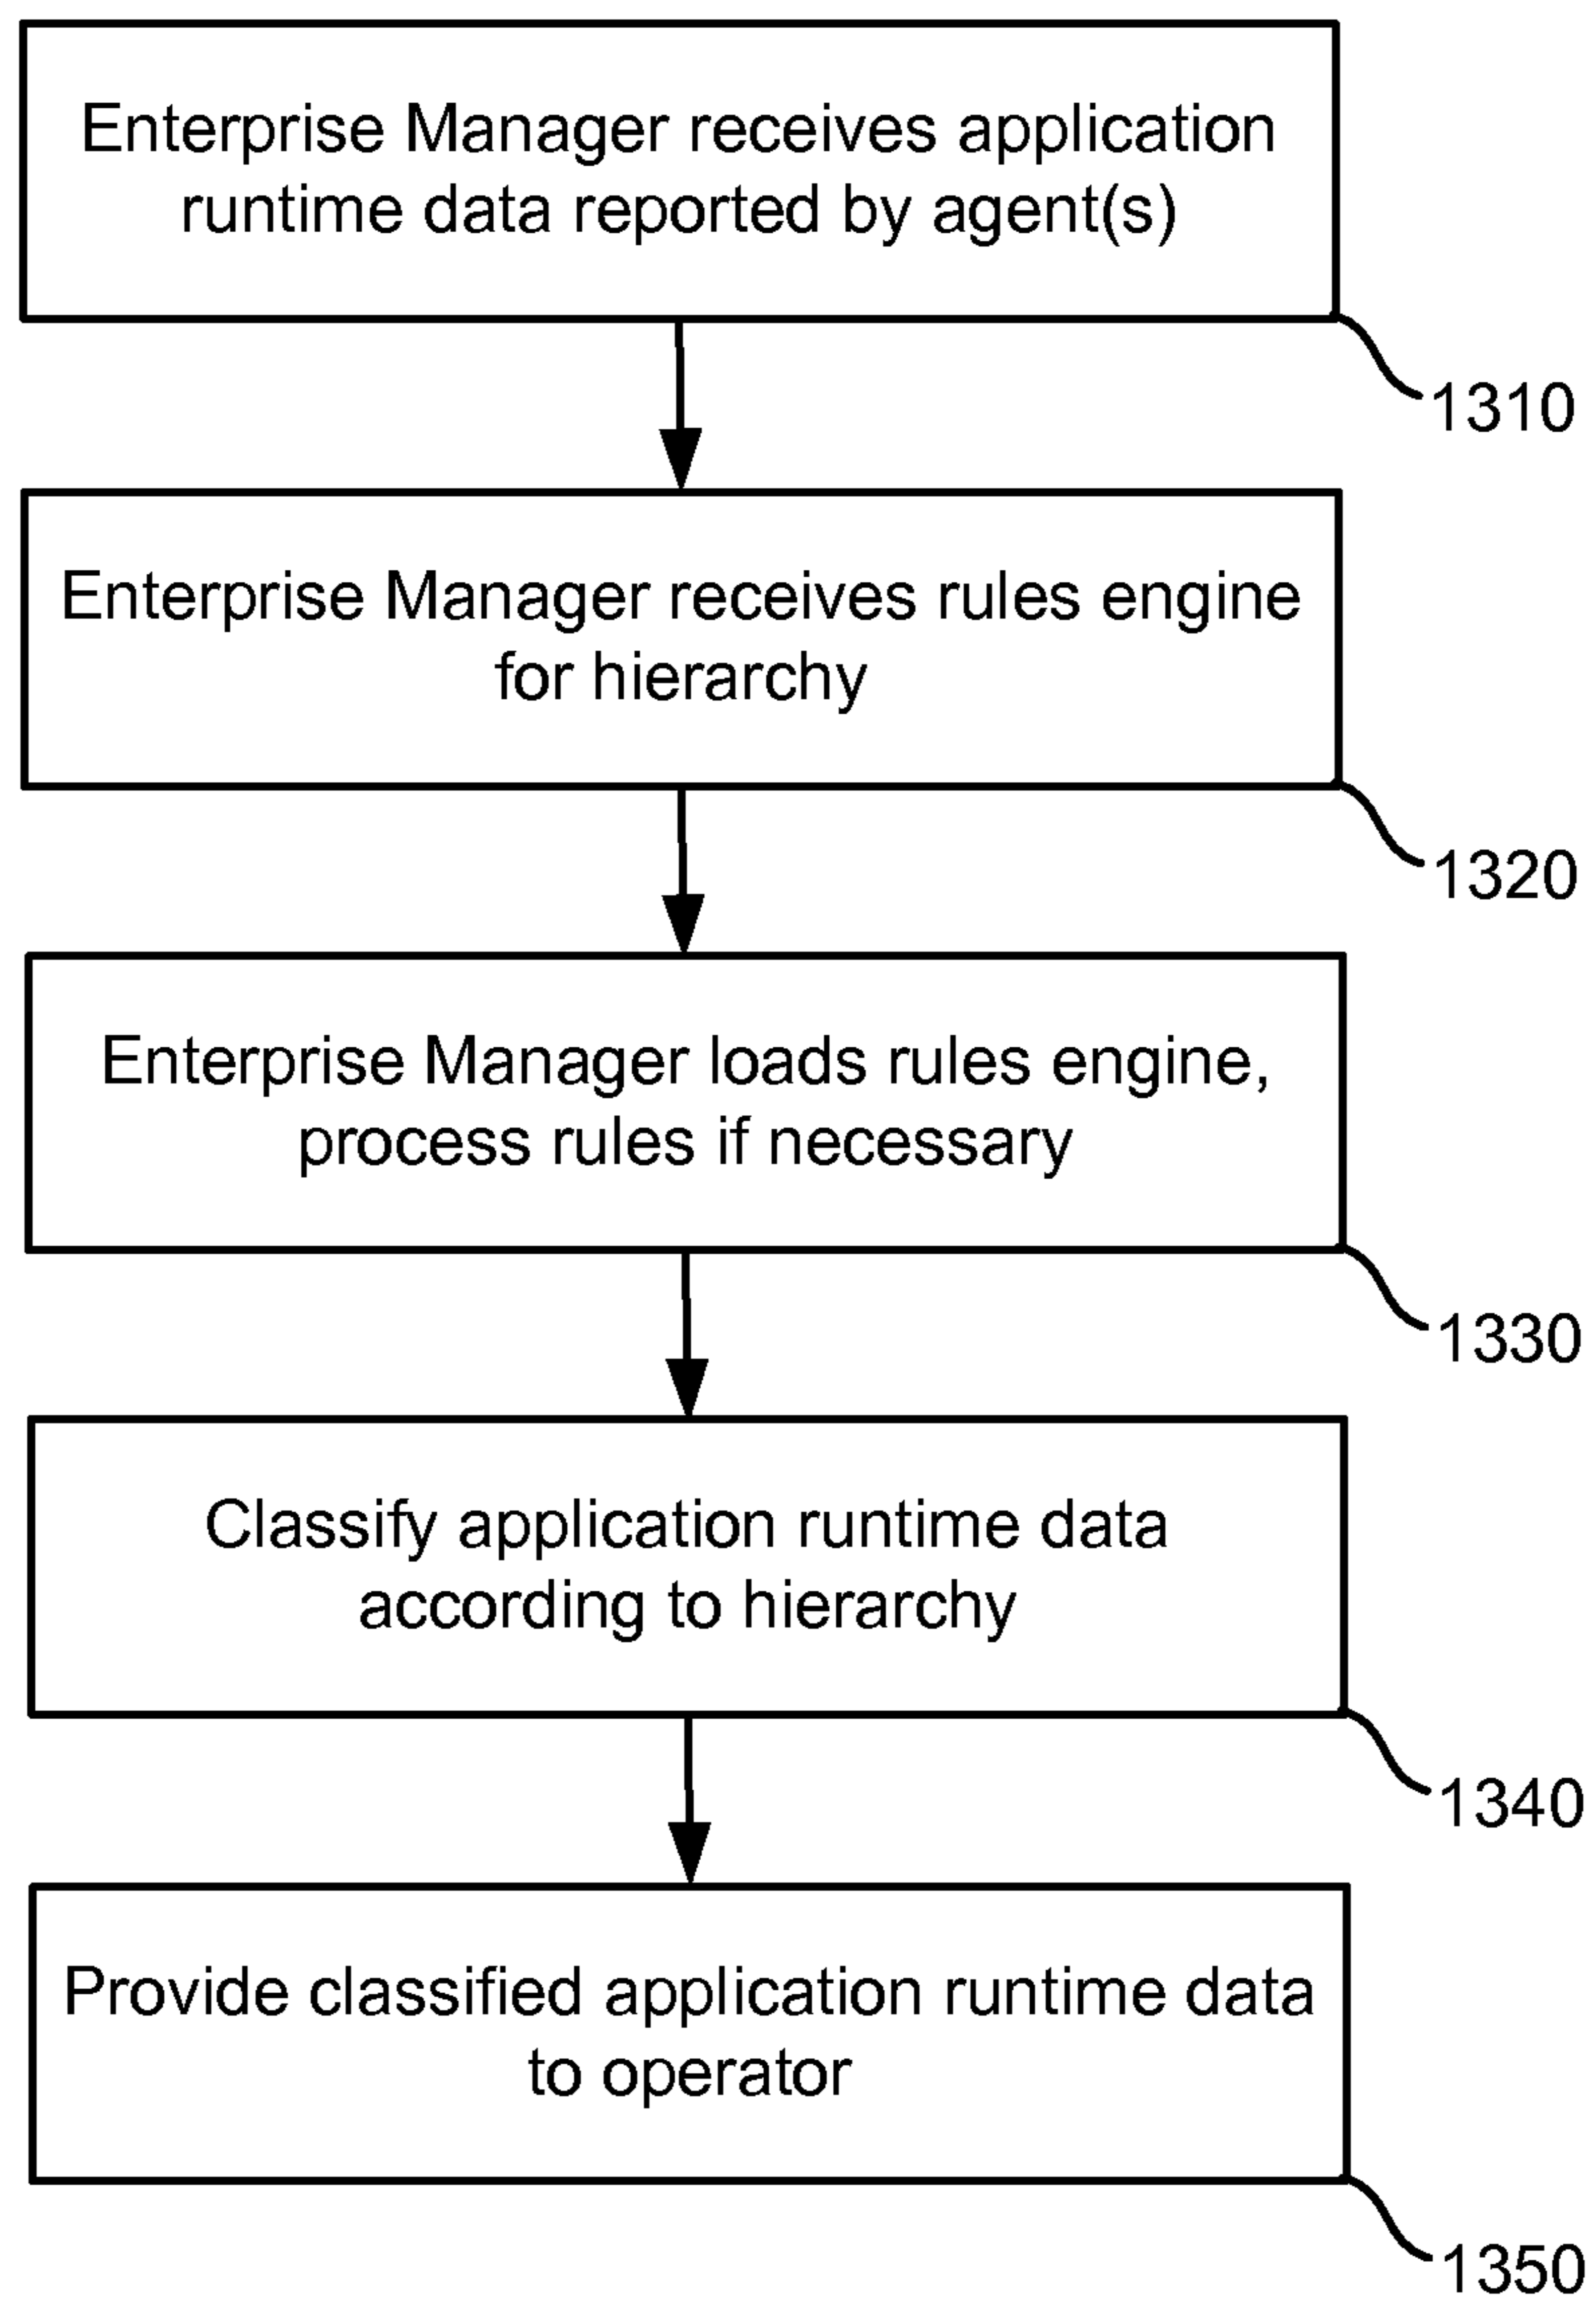 Enterprise Manager receives application
runtime data reported by agent(s)
1310
Enterprise Manager receives rules engine
for hierarchy
1320
Enterprise Manager loads rules engine,
process rules if necessary
1330
Classify application runtime data
according to hierarchy
1340
Provide classified application runtime data
to operator
1350